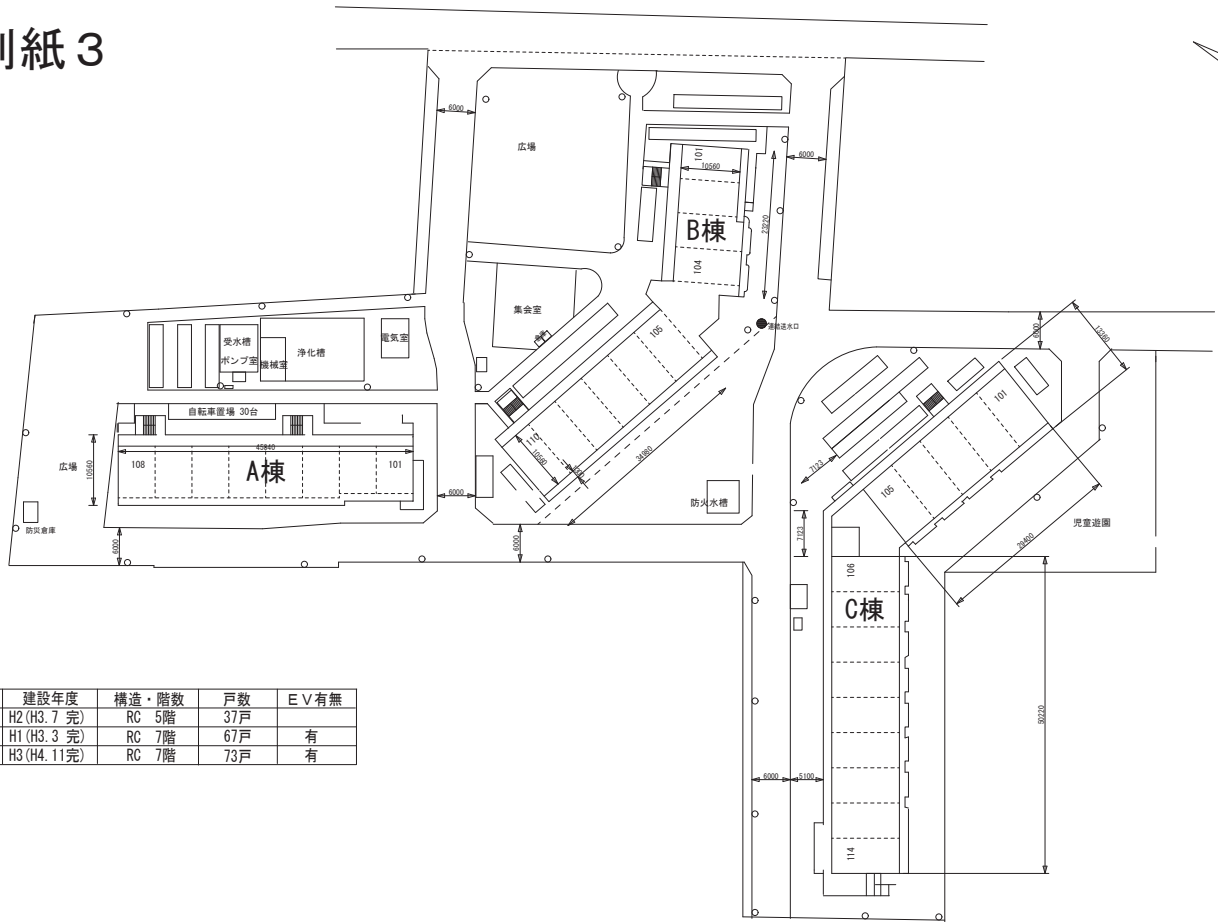 別紙３
6000
広場
101
10560
6000
23220
B棟
104
集会室
連結送水口
105
受水槽
ポンプ室
機械室
浄化槽
電気室
6000
13360
自転車置場 30台
45840
108
A棟
101
広場
10560
防災倉庫
6000
6000
110
10560
34980
6000
防火水槽
101
7123
105
7123
29400
児童遊園
106
C棟
50220
6000
5100
114
建設年度 構造・階数 戸数 ＥＶ有無
H2(H3.7 完) RC 5階 37戸
H1(H3.3 完) RC 7階 67戸 有
H3(H4.11完) RC 7階 73戸 有